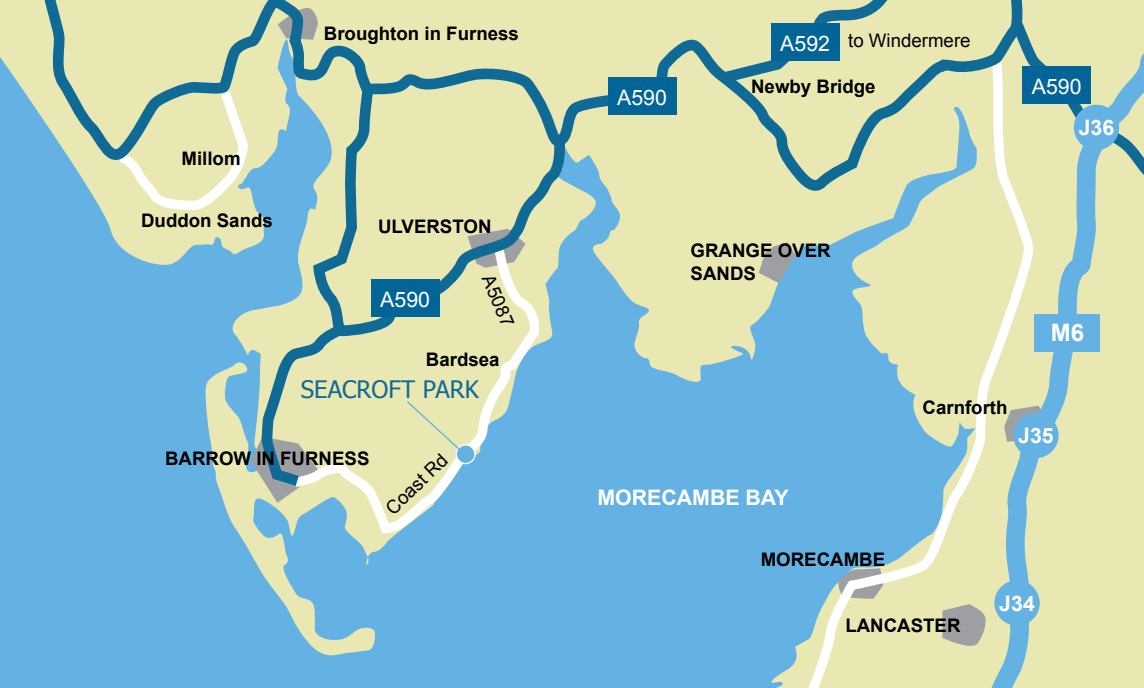 Broughton in Furness
A592
to Windermere
Newby Bridge
A590
A590
J36
Millom
Duddon Sands
ULVERSTON
GRANGE OVER
SANDS
A590
A5087
M6
Bardsea
SEACROFT PARK
Carnforth
J35
BARROW IN FURNESS
Coast Rd
MORECAMBE BAY
MORECAMBE
J34
LANCASTER